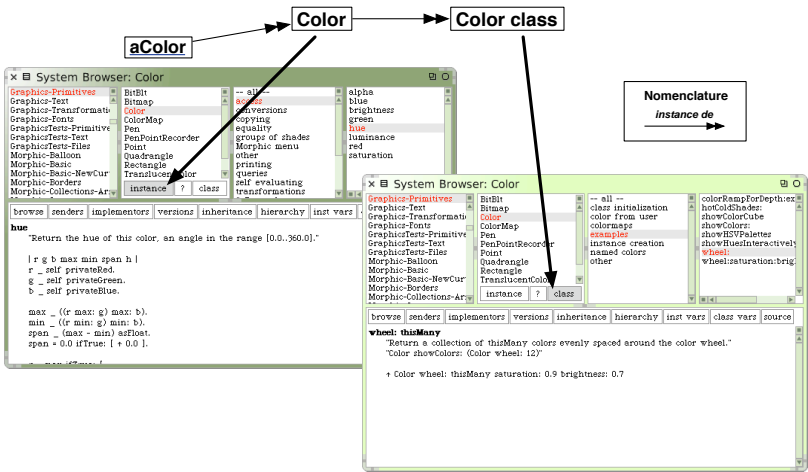 Color
Color class
aColor
Nomenclature
instance de
System Browser: Color
Graphics-Primitives
Graphics-Text
Graphics-Transformatio
Graphics-Fonts
GraphicsTests-Primitive
GraphicsTests-Text
GraphicsTests-Files
Morphic-Balloon
Morphic-Basic
Morphic-Basic-NewCur
Morphic-Borders
Morphic-Collections-Ar
BitBlt
Bitmap
Color
ColorMap
Pen
PenPointRecorder
Point
Quadrangle
Rectangle
TranslucentColor
instance ? class
-- all --
access
conversions
copying
equality
groups of shades
Morphic menu
other
printing
queries
self evaluating
transformations
alpha
blue
brightness
green
hue
luminance
red
saturation
browse senders implementors versions inheritance hierarchy inst vars
hue
"Return the hue of this color, an angle in the range [0.0..360.0]."
| r g b max min span h |
r _ self privateRed.
g _ self privateGreen.
b _ self privateBlue.
max _ ((r max: g) max: b).
min _ ((r min: g) min: b).
span _ (max - min) asFloat.
span = 0.0 ifTrue: [ ↑ 0.0 ].
System Browser: Color
Graphics-Primitives
Graphics-Text
Graphics-Transformatio
Graphics-Fonts
GraphicsTests-Primitive
GraphicsTests-Text
GraphicsTests-Files
Morphic-Balloon
Morphic-Basic
Morphic-Basic-NewCur
Morphic-Borders
Morphic-Collections-Ar
BitBlt
Bitmap
Color
ColorMap
Pen
PenPointRecorder
Point
Quadrangle
Rectangle
TranslucentColor
instance ? class
-- all --
class initialization
color from user
colormaps
examples
instance creation
named colors
other
colorRampForDepth:ex
hotColdShades:
showColorCube
showColors:
showHSVPalettes
showHuesInteractively
wheel:
wheel:saturation:brigh
browse senders implementors versions inheritance hierarchy inst vars class vars source
wheel: thisMany
"Return a collection of thisMany colors evenly spaced around the color wheel."
"Color showColors: (Color wheel: 12)"
↑ Color wheel: thisMany saturation: 0.9 brightness: 0.7